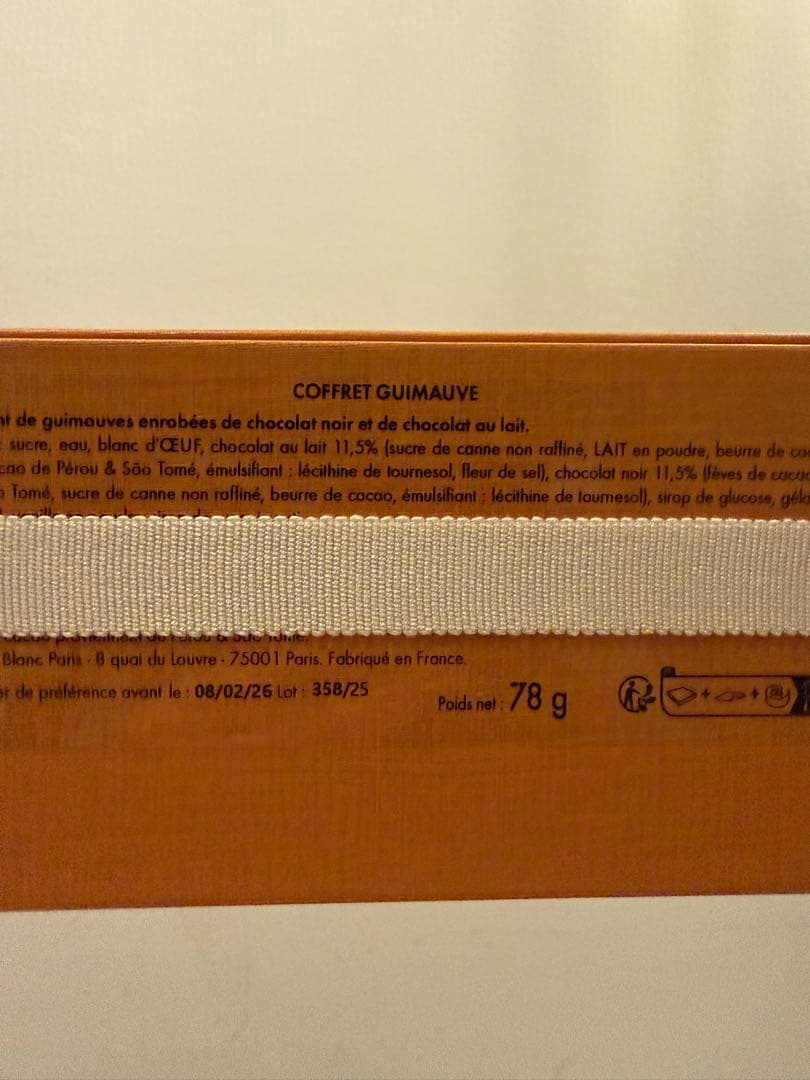 COFFRET GUIMAUVE
de guimauves enrobées de chocolat noir et de chocolat au lait.
sucre, eau, blanc d'ŒUF, chocolat au lait 11,5% (sucre de canne non raffiné, LAIT en poudre, beurre de
de Pérou & São Tomé, émulsifiant : lécithine de tournesol, fleur de sel), chocolat noir 11,5% (fèves de cacao
Tomé, sucre de canne non raffiné, beurre de cacao, émulsifiant : lécithine de tournesol), sirop de glucose,
Blanc Paris - 8 quai du Louvre - 75001 Paris. Fabriqué en France.
de préférence avant le : 08/02/26 Lot : 358/25
Poids net : 78 g